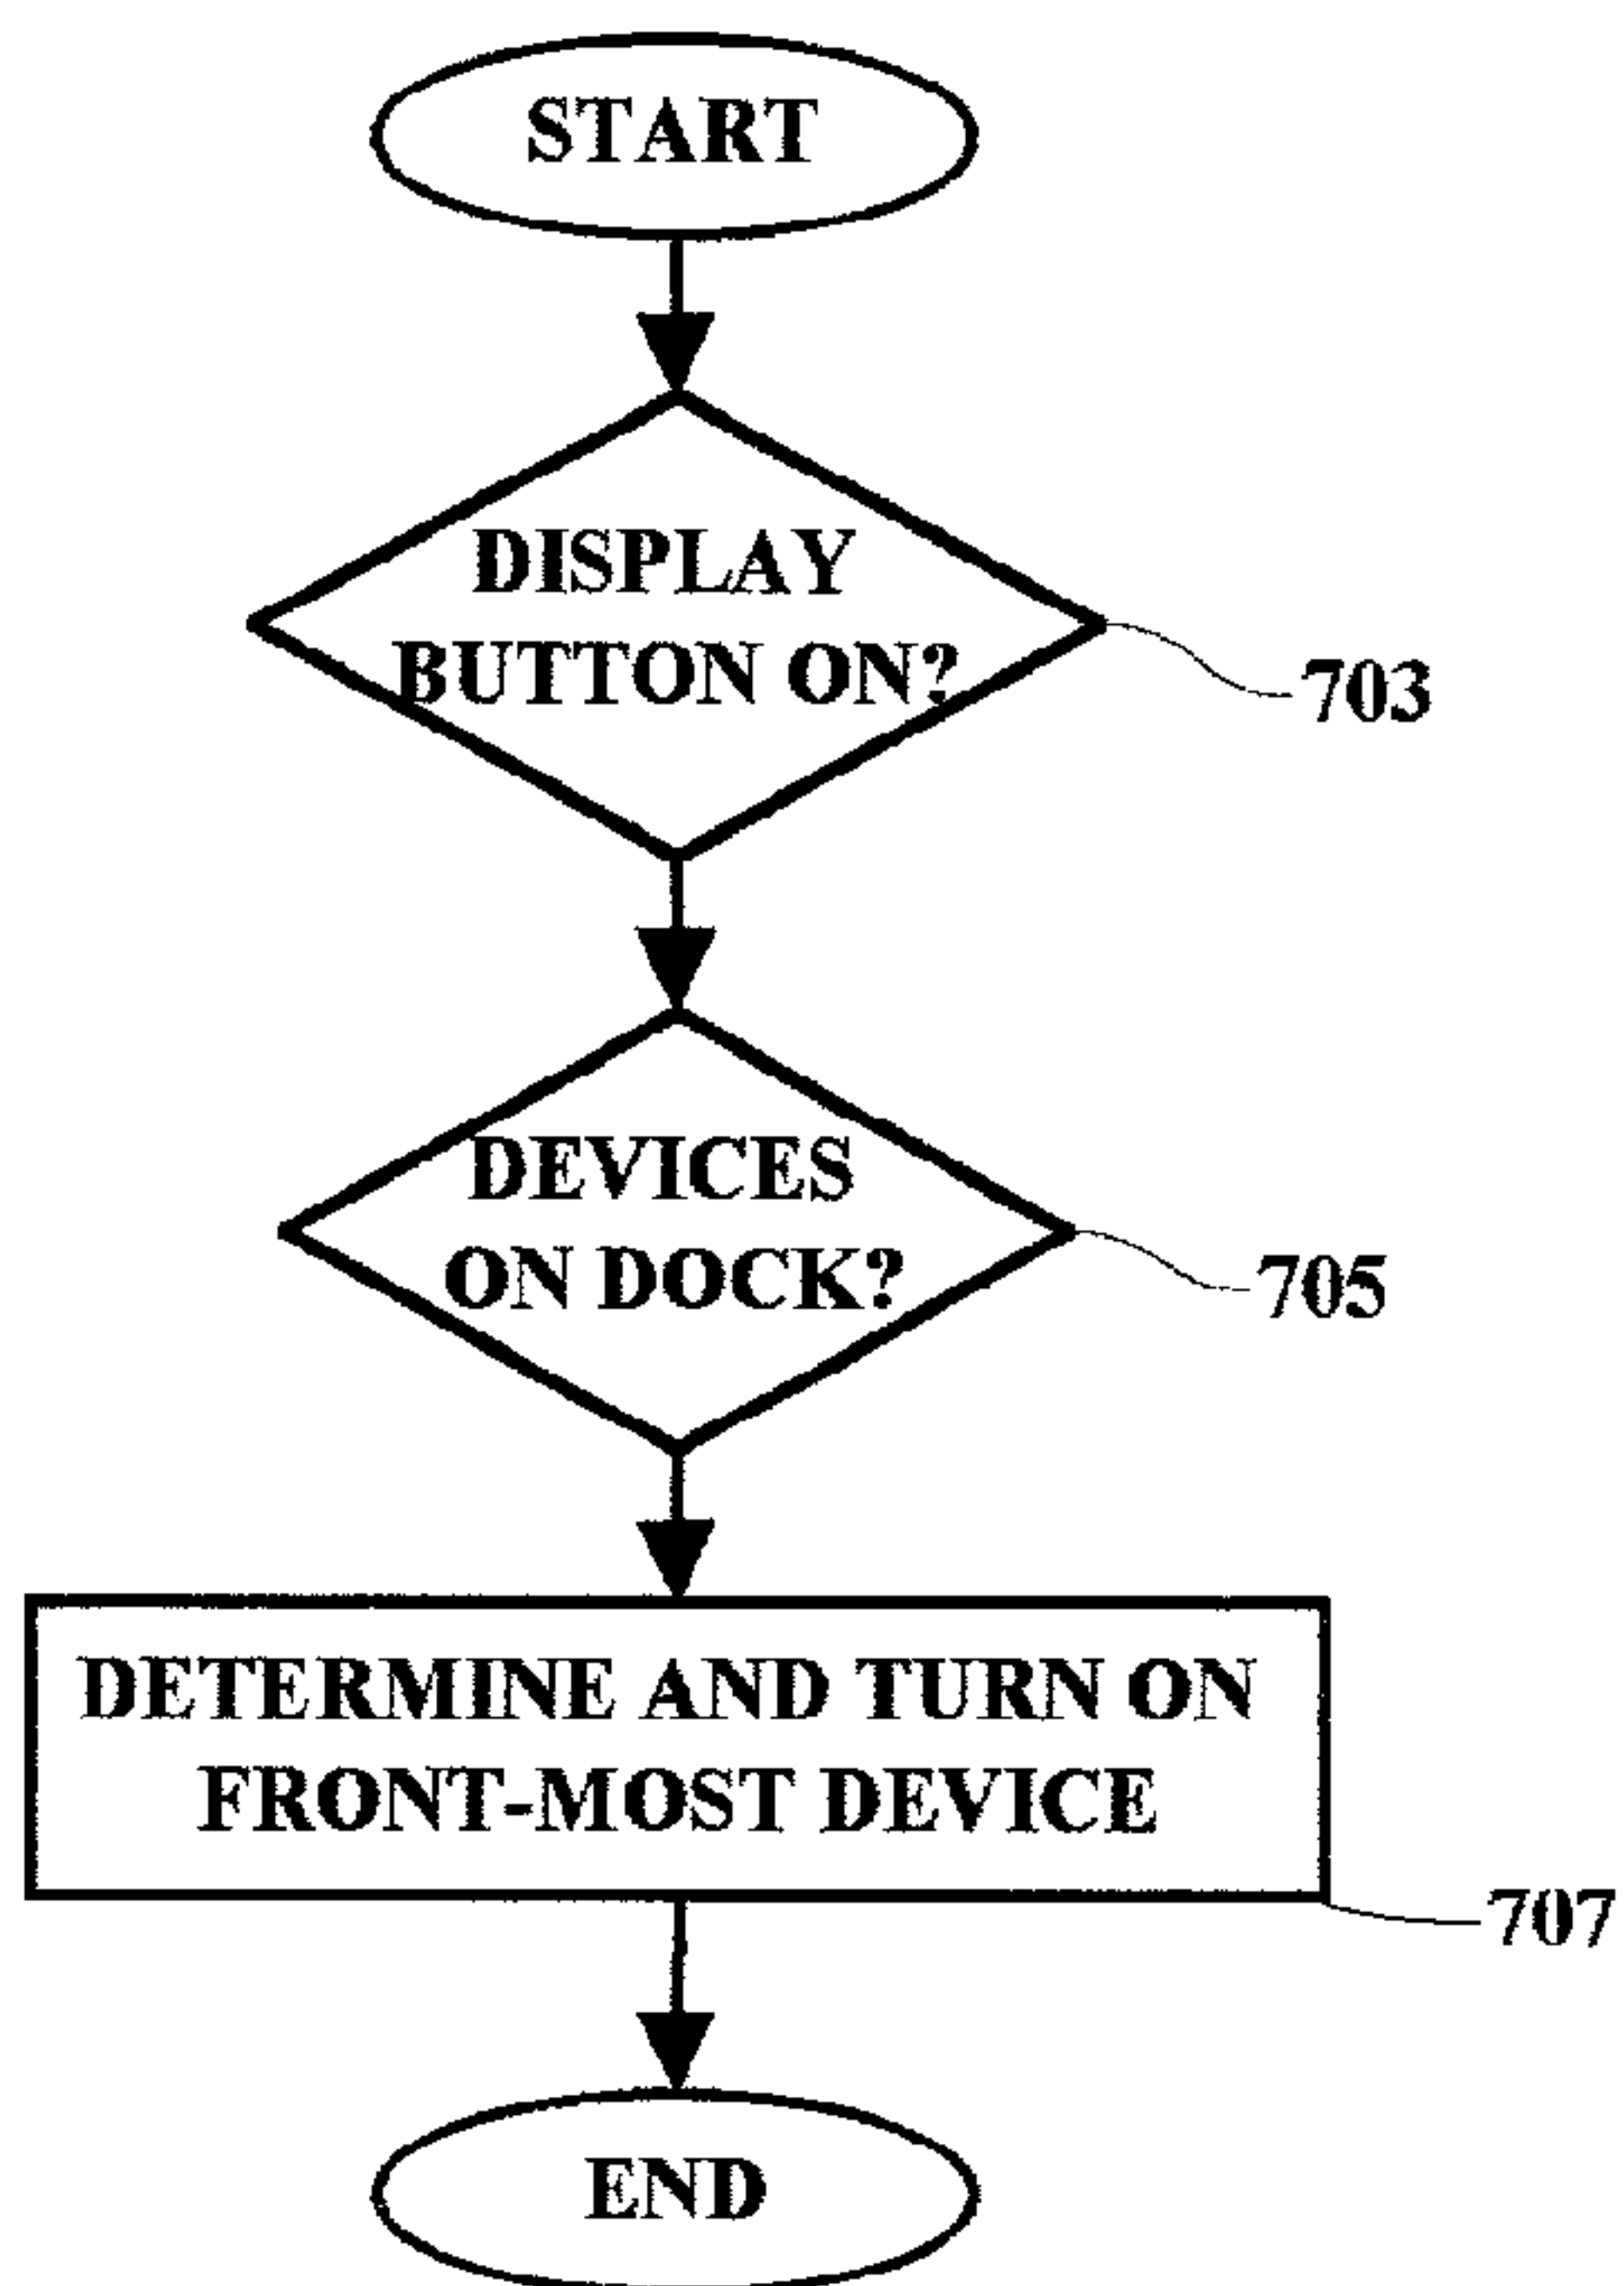 START
DISPLAY
BUTTON ON?
703
DEVICES
ON DOCK?
705
DETERMINE AND TURN ON
FRONT-MOST DEVICE
707
END